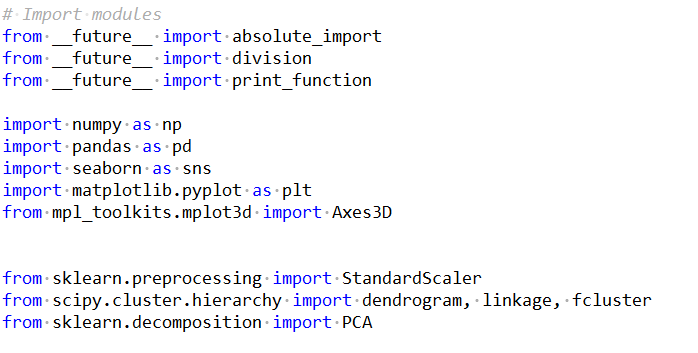 # Import modules
from __future__ import absolute_import
from __future__ import division
from __future__ import print_function
import numpy as np
import pandas as pd
import seaborn as sns
import matplotlib.pyplot as plt
from mpl_toolkits.mplot3d import Axes3D
from sklearn.preprocessing import StandardScaler
from scipy.cluster.hierarchy import dendrogram, linkage, fcluster
from sklearn.decomposition import PCA